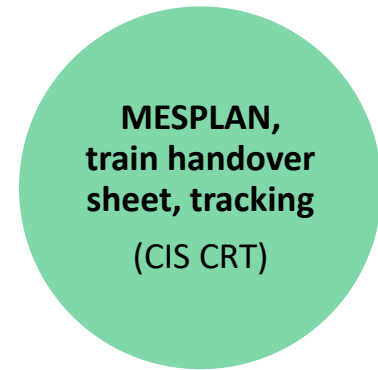 MESPLAN,
train handover
sheet, tracking
(CIS CRT)